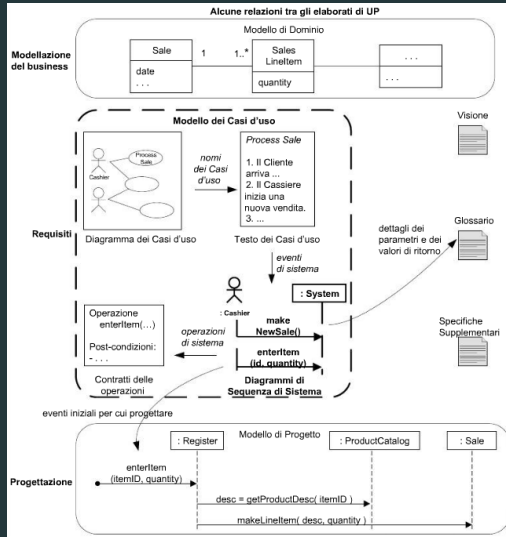 Alcune relazioni tra gli elaborati di UP
Modello di Dominio
Modellazione
del business
Sale
date
. . .
1
1..*
Sales
LineItem
quantity
. . .
. . .
Modello dei Casi d'uso
Requisiti
Process
Sale
Cashier
Diagramma dei Casi d'uso
nomi
dei Casi
d'uso
Process Sale
1. Il Cliente
arriva ...
2. Il Cassiere
inizia una
nuova vendita.
3. ...
Testo dei Casi d'uso
eventi
di sistema
Visione
Glossario
dettagli dei
parametri e dei
valori di ritorno
Specifiche
Supplementari
Operazione
enterItem(…)
Post-condizioni:
- . . .
Contratti delle
operazioni
operazioni
di sistema
: Cashier
: System
make
NewSale()
enterItem
(id, quantity)
Diagrammi di
Sequenza di Sistema
eventi iniziali per cui progettare
Modello di Progetto
Progettazione
: Register
: ProductCatalog
: Sale
enterItem
(itemID, quantity)
desc = getProductDesc( itemID )
makeLineItem( desc, quantity )